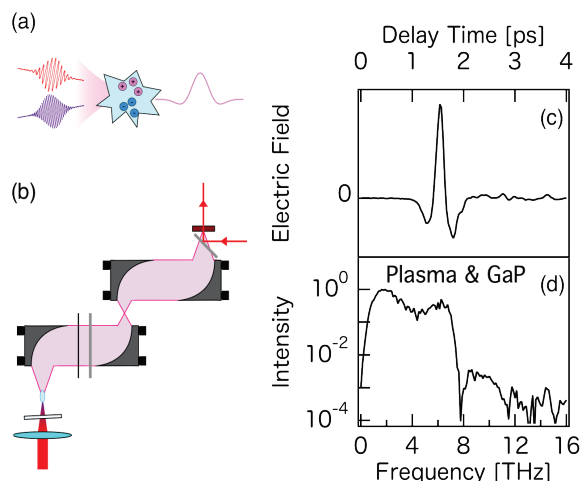 (a)
+
+
+
−
−
−
(b)
Delay Time [ps]
0 1 2 3 4
Electric Field
0
(c)
Plasma & GaP
(d)
Intensity
10⁰
10⁻²
10⁻⁴
0 4 8 12 16
Frequency [THz]